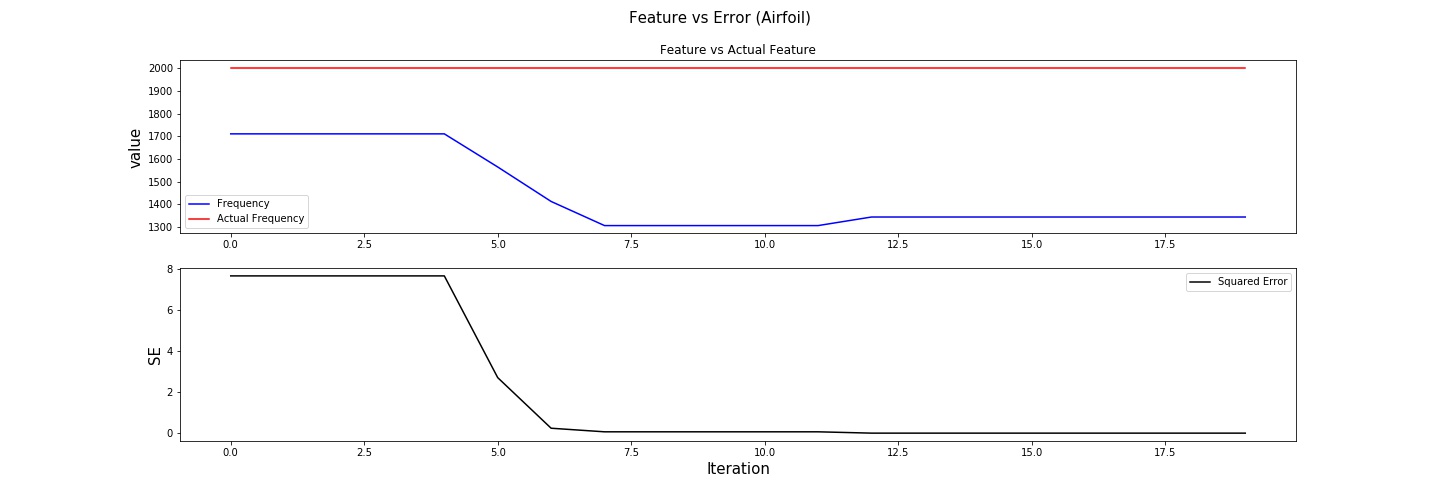 Feature vs Error (Airfoil)
Feature vs Actual Feature
2000
1900
1800
1700
1600
1500
1400
1300
value
Frequency
Actual Frequency
0.0 2.5 5.0 7.5 10.0 12.5 15.0 17.5
8
6
4
2
0
SE
Squared Error
0.0 2.5 5.0 7.5 10.0 12.5 15.0 17.5
Iteration